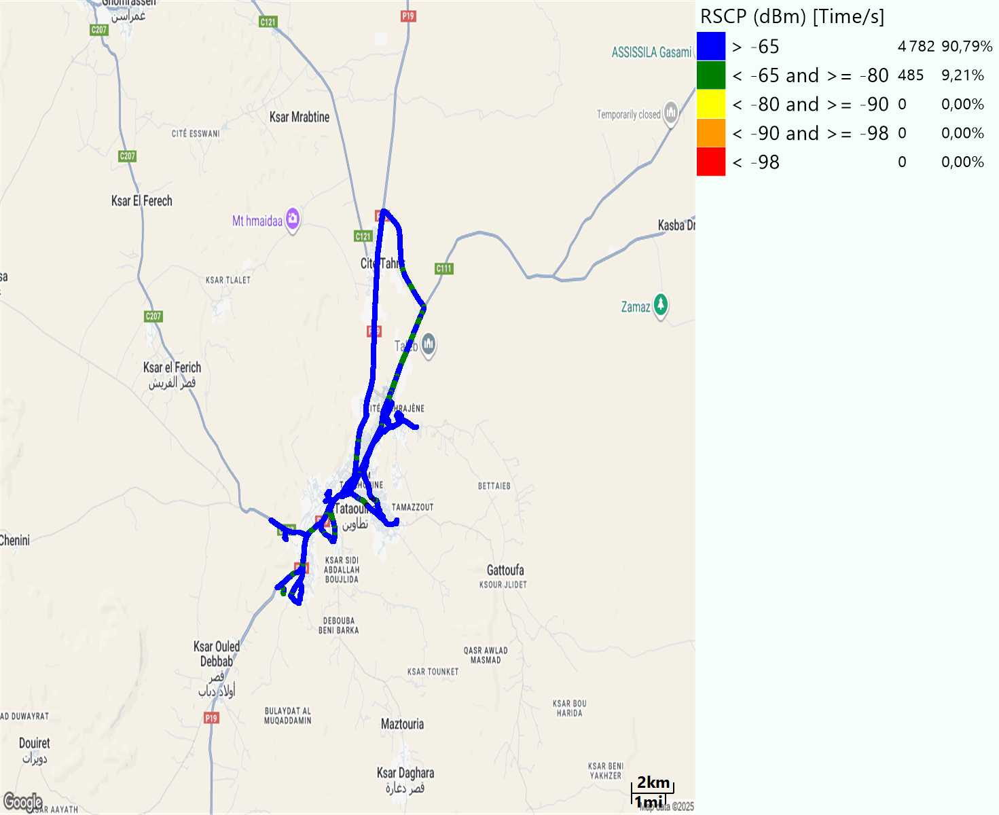 Ghomrassen
غمراسن
C207
C121
P19
ASSISSILA Gasami
Temporarily closed
Ksar Mrabtine
CITÉ ESSWANI
C207
Ksar El Ferech
Mt hmaidaa
C121
Kasba Dr
Cité Tahr
C111
KSAR TLALET
sa
Zamaz
C207
Taleb
Ksar el Ferich
قصر الفريش
HRAJÈNE
BETTAIEB
TAMAZZOUT
Tataouin
تطاوين
Chenini
KSAR SIDI
ABDALLAH
BOUJLIDA
Gattoufa
KSOUR JLIDET
DEBOUBA
BENI BARKA
Ksar Ouled
Debbab
قصر
أولاد دباب
QASR AWLAD
MASMAD
KSAR TOUNKET
KSAR BOU
HARIDA
AD DUWAYRAT
BULAYDAT AL
MUQADDAMIN
P19
Maztouria
Douiret
دويرات
Ksar Daghara
قصر دغارة
KSAR BENI
YAKHZER
2km
1mi
Google
KSAR AAYATH
Map data ©2025
RSCP (dBm) [Time/s]
> -65 4 782 90,79%
< -65 and >= -80 485 9,21%
< -80 and >= -90 0 0,00%
< -90 and >= -98 0 0,00%
< -98 0 0,00%